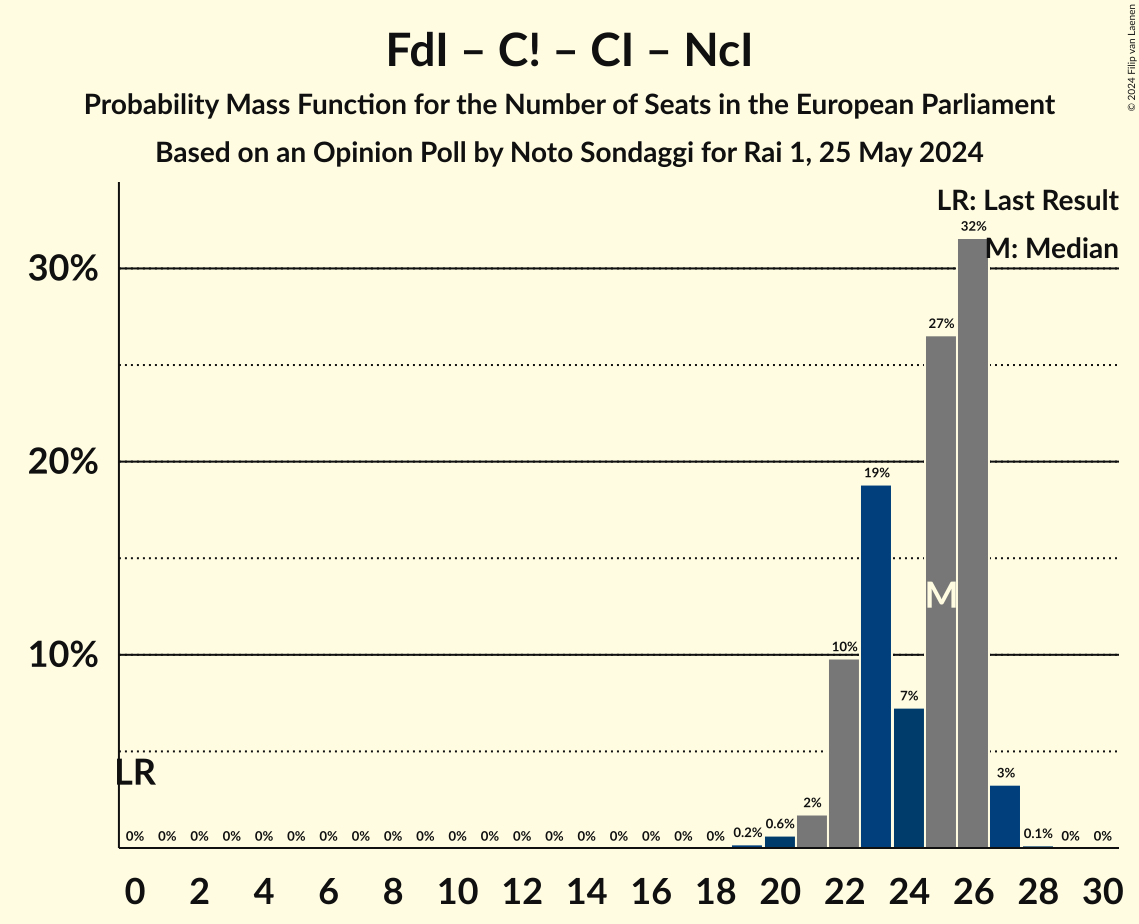 FdI – C! – CI – NcI
Probability Mass Function for the Number of Seats in the European Parliament
Based on an Opinion Poll by Noto Sondaggi for Rai 1, 25 May 2024
© 2024 Filip van Laenen
LR: Last Result
M: Median
30%
20%
10%
LR
M
0% 0% 0% 0% 0% 0% 0% 0% 0% 0% 0% 0% 0% 0% 0% 0% 0% 0% 0% 0.2% 0.6% 2% 10% 19% 7% 27% 32% 3% 0.1% 0% 0%
0 2 4 6 8 10 12 14 16 18 20 22 24 26 28 30